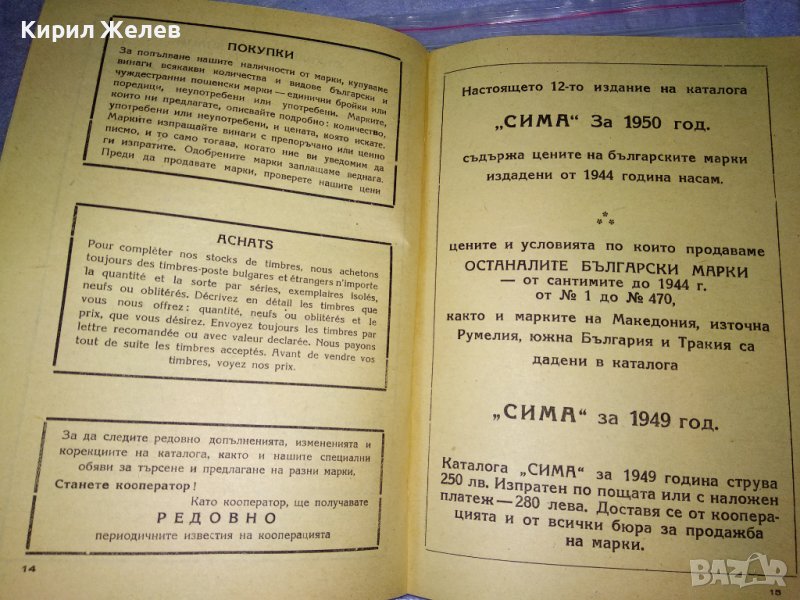 Кирил Желев
ПОКУПКИ
За попълване нашите наличности от марки, купуваме
винаги всякакви количества и видове български и
чуждестранни пошенски марки — единични бройки или
поредици, неупотребени или употребени. Марките,
които ни предлагате, описвайте подробно: количество,
употребени или неупотребени, и цената, която искате.
Марките изпращайте винаги с препоръчано или ценно
писмо, и то само тогава, когато ние ви уведомим да
ги изпратите. Одобрените марки заплащаме веднага.
Преди да продавате марки, проверете нашите цени
ACHATS
Pour compléter nos stocks de timbres, nous achetons
toujours des timbres-poste bulgares et étrangers n'importe
la quantité et la sorte par séries, exemplaires isolés,
neufs ou oblitérés. Décrivez en détail les timbres que
vous nous offrez: quantité, neufs ou oblitérés et le
prix, que vous désirez. Envoyez toujours les timbres par
lettre recomandée ou avec valeur declarée. Nous payons
tout de suite les timbres acceptés. Avant de vendre vos
timbres, voyez nos prix.
За да следите редовно допълненията, измененията и
корекциите на каталога, както и нашите специални
обяви за търсене и предлагане на разни марки,
Станете кооператор!
Като кооператор, ще получавате
РЕДОВНО
периодичните известия на кооперацията
14
Настоящето 12-то издание на каталога
„СИМА“ За 1950 год.
съдържа цените на българските марки
издадени от 1944 година насам.
***
цените и условията по които продаваме
ОСТАНАЛИТЕ БЪЛГАРСКИ МАРКИ
— от сантимите до 1944 г.
от № 1 до № 470,
както и марките на Македония, източна
Румелия, южна България и Тракия са
дадени в каталога
„СИМА“ за 1949 год.
Каталога „СИМА“ за 1949 година струва
250 лв. Изпратен по пощата или с наложен
платеж — 280 лева. Доставя се от коопера-
цията и от всички бюра за продажба
на марки.
15
BAZAR
bg